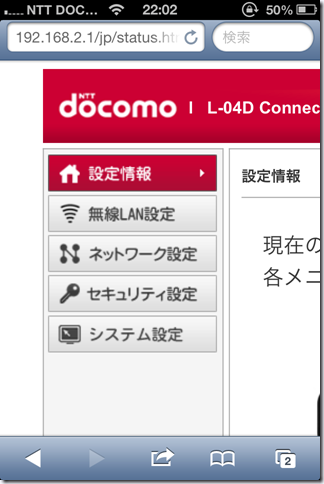 NTT DOC... 22:02 50%
192.168.2.1/jp/status.ht 検索
NTT
döcomo | L-04D Connec
設定情報
無線LAN設定
ネットワーク設定
セキュリティ設定
システム設定
設定情報
現在の
各メニ
2